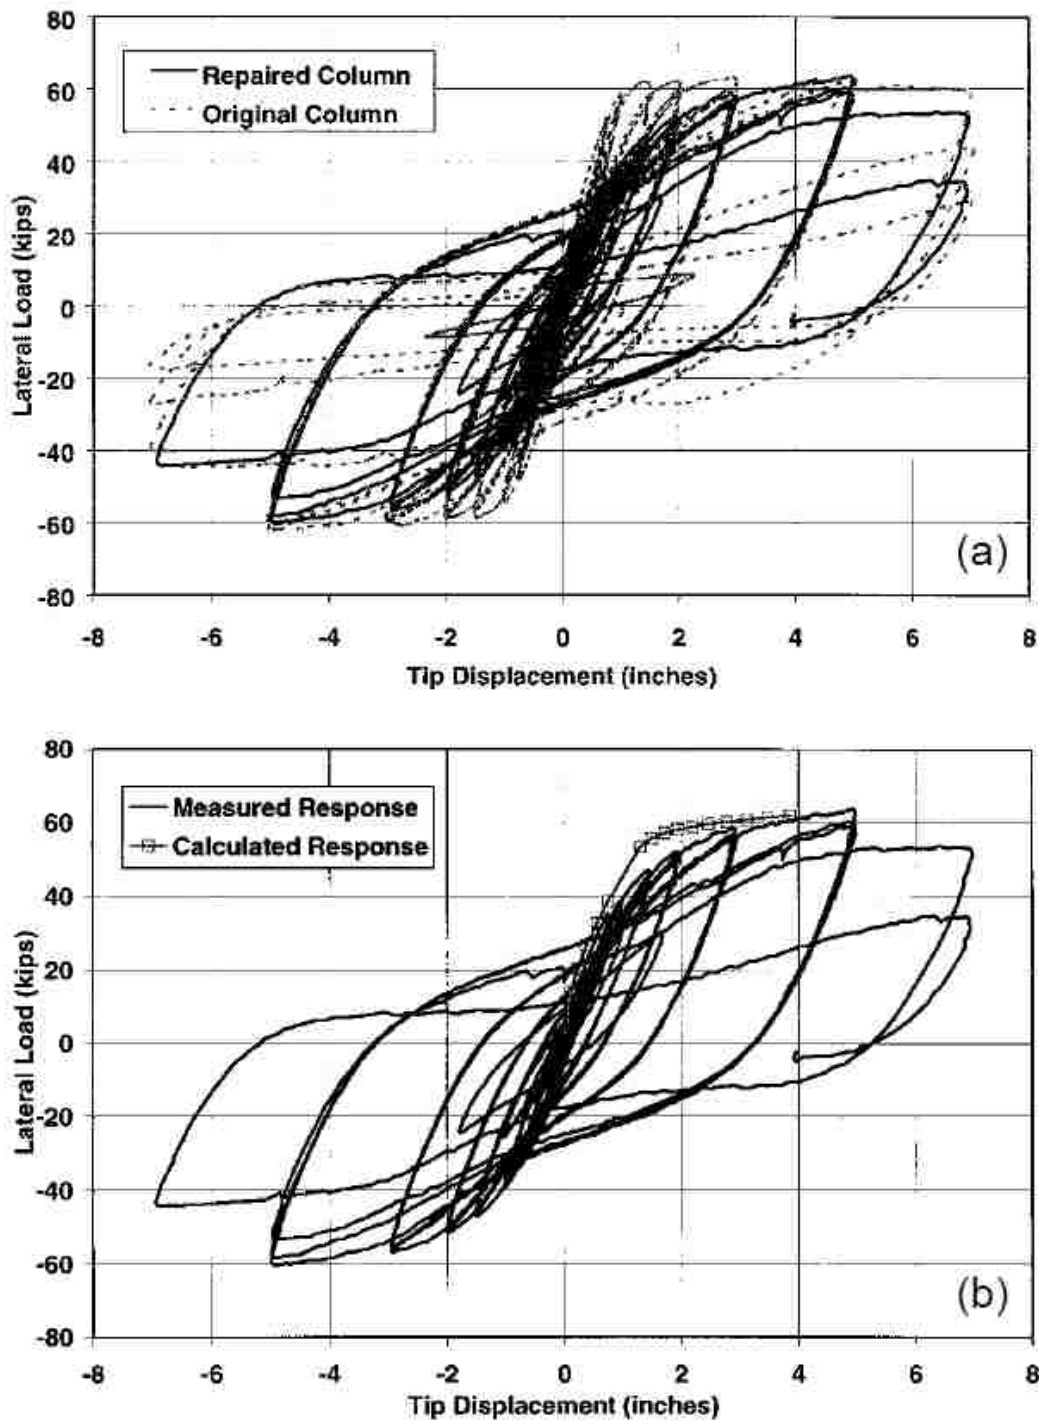 80
60
40
20
0
-20
-40
-60
-80
Lateral Load (kips)
Repaired Column
Original Column
(a)
-8 -6 -4 -2 0 2 4 6 8
Tip Displacement (inches)
80
60
40
20
0
-20
-40
-60
-80
Lateral Load (kips)
Measured Response
Calculated Response
(b)
-8 -6 -4 -2 0 2 4 6 8
Tip Displacement (inches)